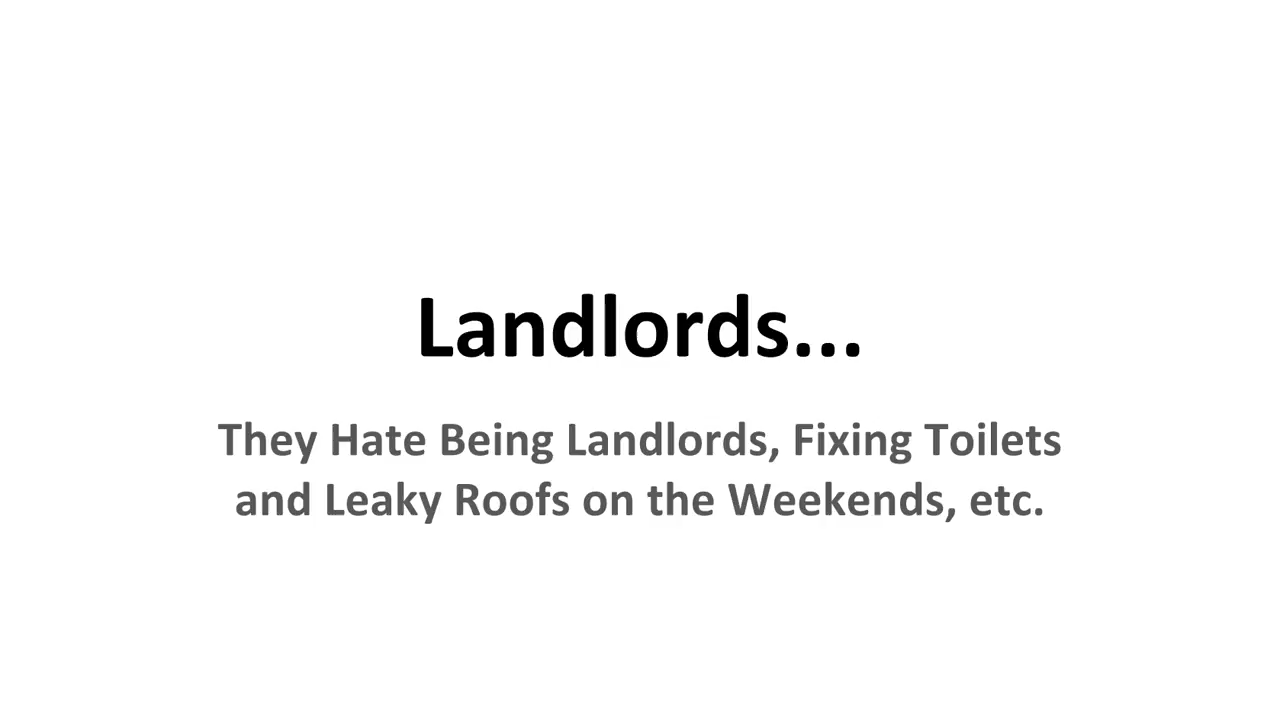 Landlords...
They Hate Being Landlords, Fixing Toilets
and Leaky Roofs on the Weekends, etc.